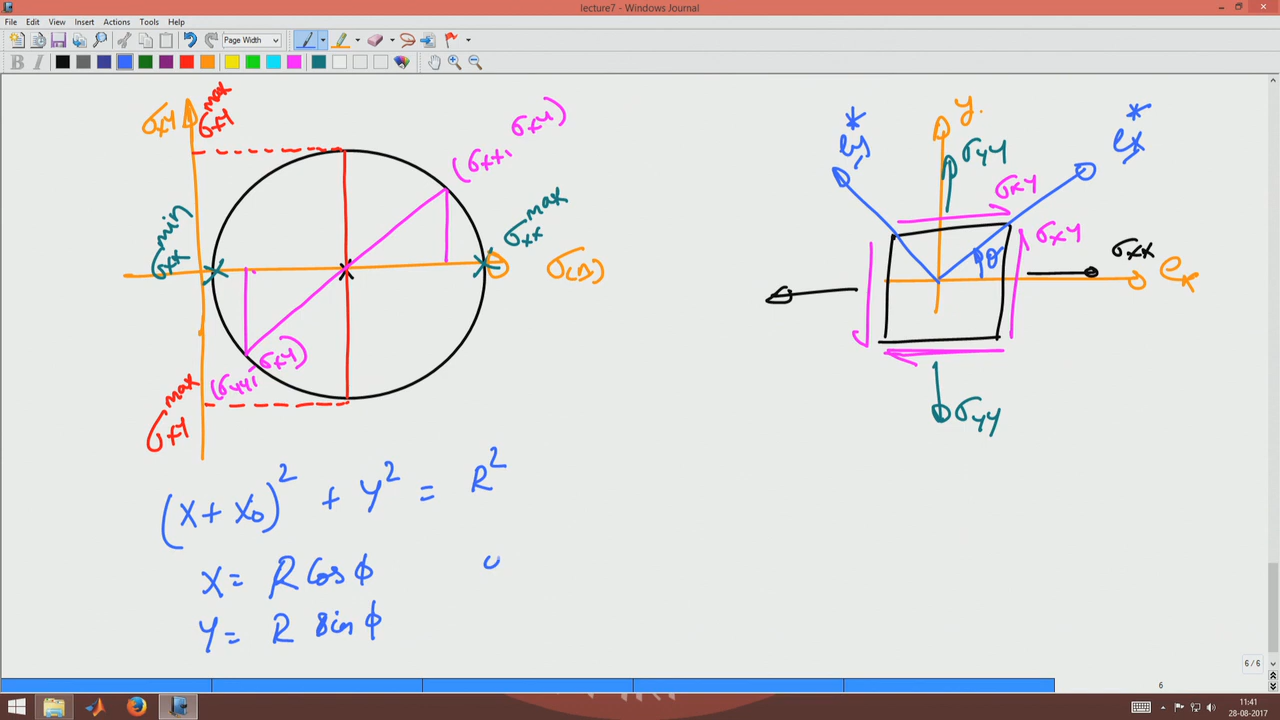 lecture7 - Windows Journal
File Edit View Insert Actions Tools Help
Page Width
B I
σxy
σxy max
(σxx, σxy)
σxx min
σxx max
σ(n)
(σyy, σxy)
σxy max
y
ey*
ex*
σyy
σxy
σxy
σxx
θ
ex
σyy
(x + x₀)² + y² = R²
x = R Cos φ
y = R Sin φ
6 / 6
6
11:41
28-08-2017